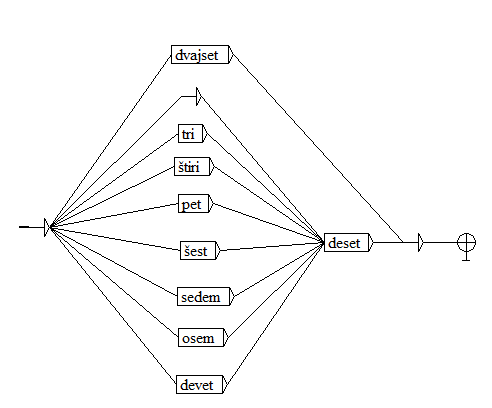 dvajset
tri
štiri
pet
šest
deset
sedem
osem
devet